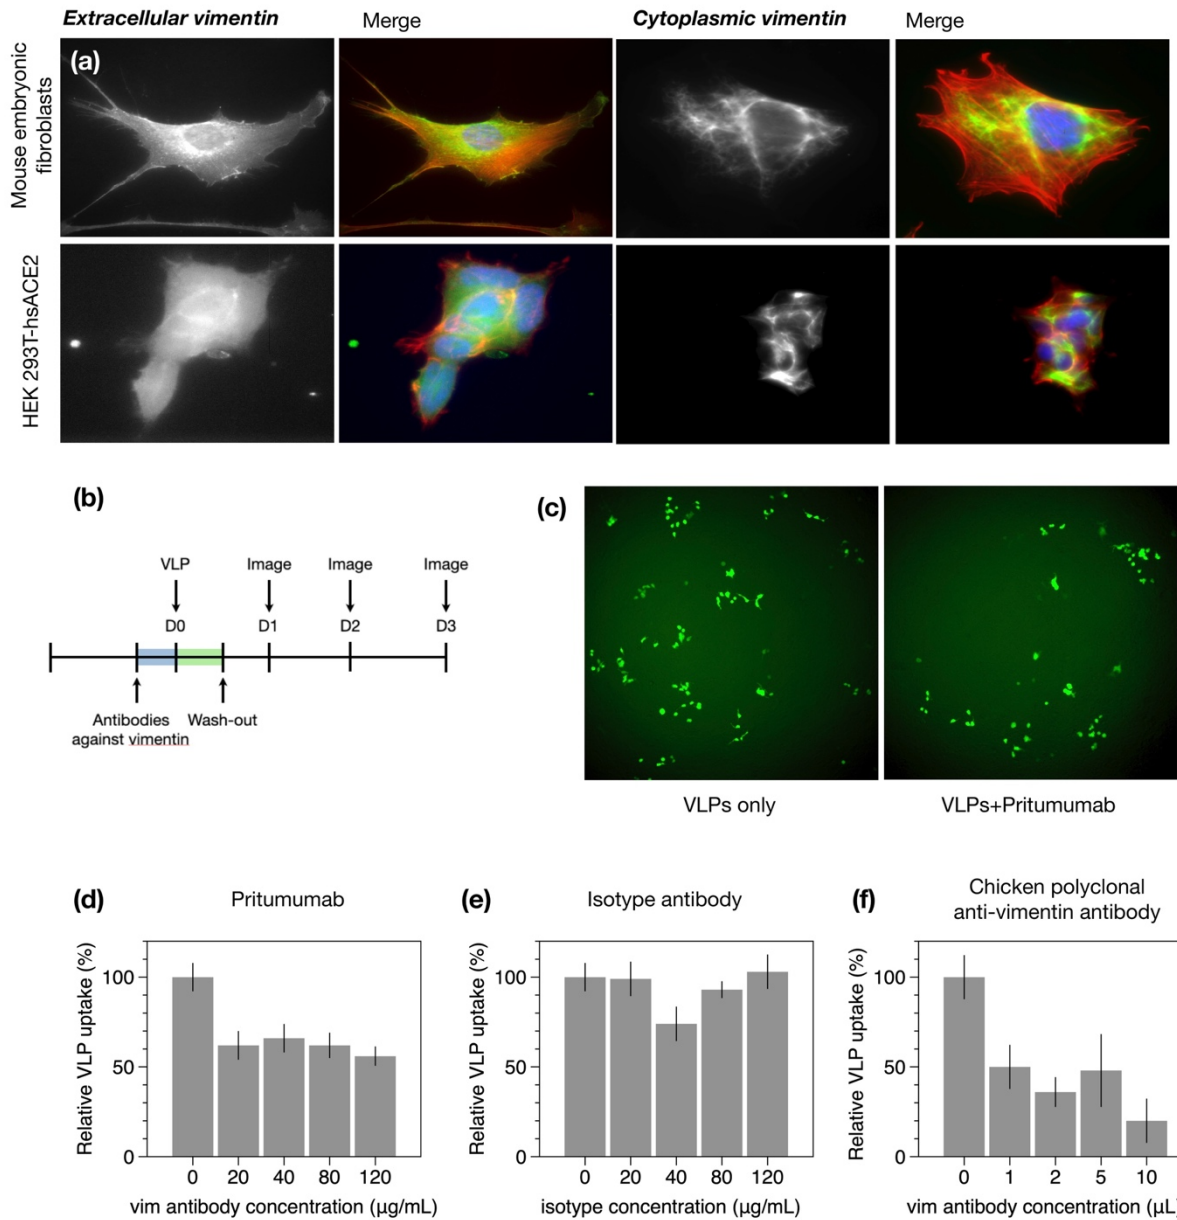 Extracellular vimentin
Merge
Cytoplasmic vimentin
Merge
Mouse embryonic
fibroblasts
(a)
HEK 293T-hsACE2
(b)
VLP
Image
Image
Image
D0
D1
D2
D3
Antibodies
against vimentin
Wash-out
(c)
VLPs only
VLPs+Pritumumab
(d)
Pritumumab
Relative VLP uptake (%)
100
50
0
0 20 40 80 120
vim antibody concentration (μg/mL)
(e)
Isotype antibody
Relative VLP uptake (%)
100
50
0
0 20 40 80 120
isotype concentration (μg/mL)
(f)
Chicken polyclonal
anti-vimentin antibody
Relative VLP uptake (%)
100
50
0
0 1 2 5 10
vim antibody concentration (μL)